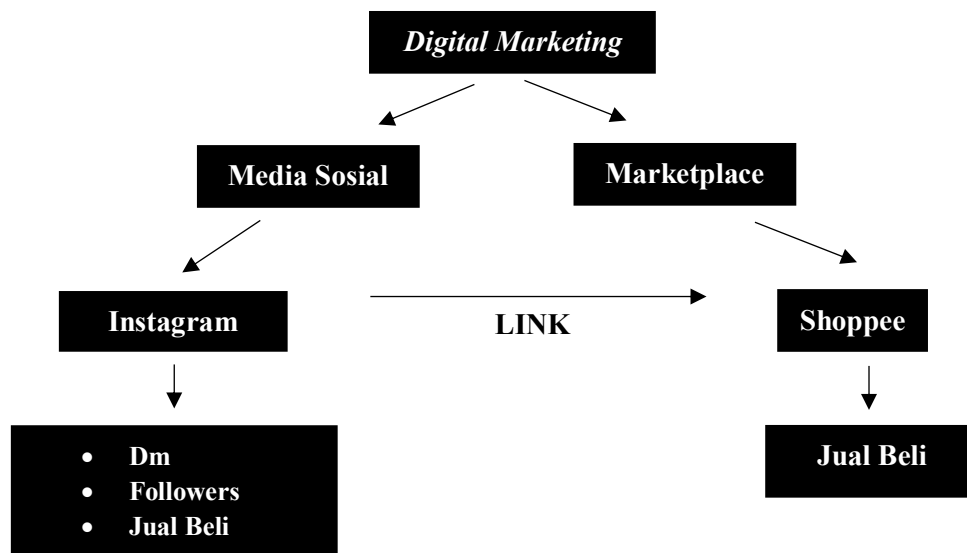 Digital Marketing
Media Sosial
Marketplace
Instagram
LINK
Shoppee
• Dm
• Followers
• Jual Beli
Jual Beli